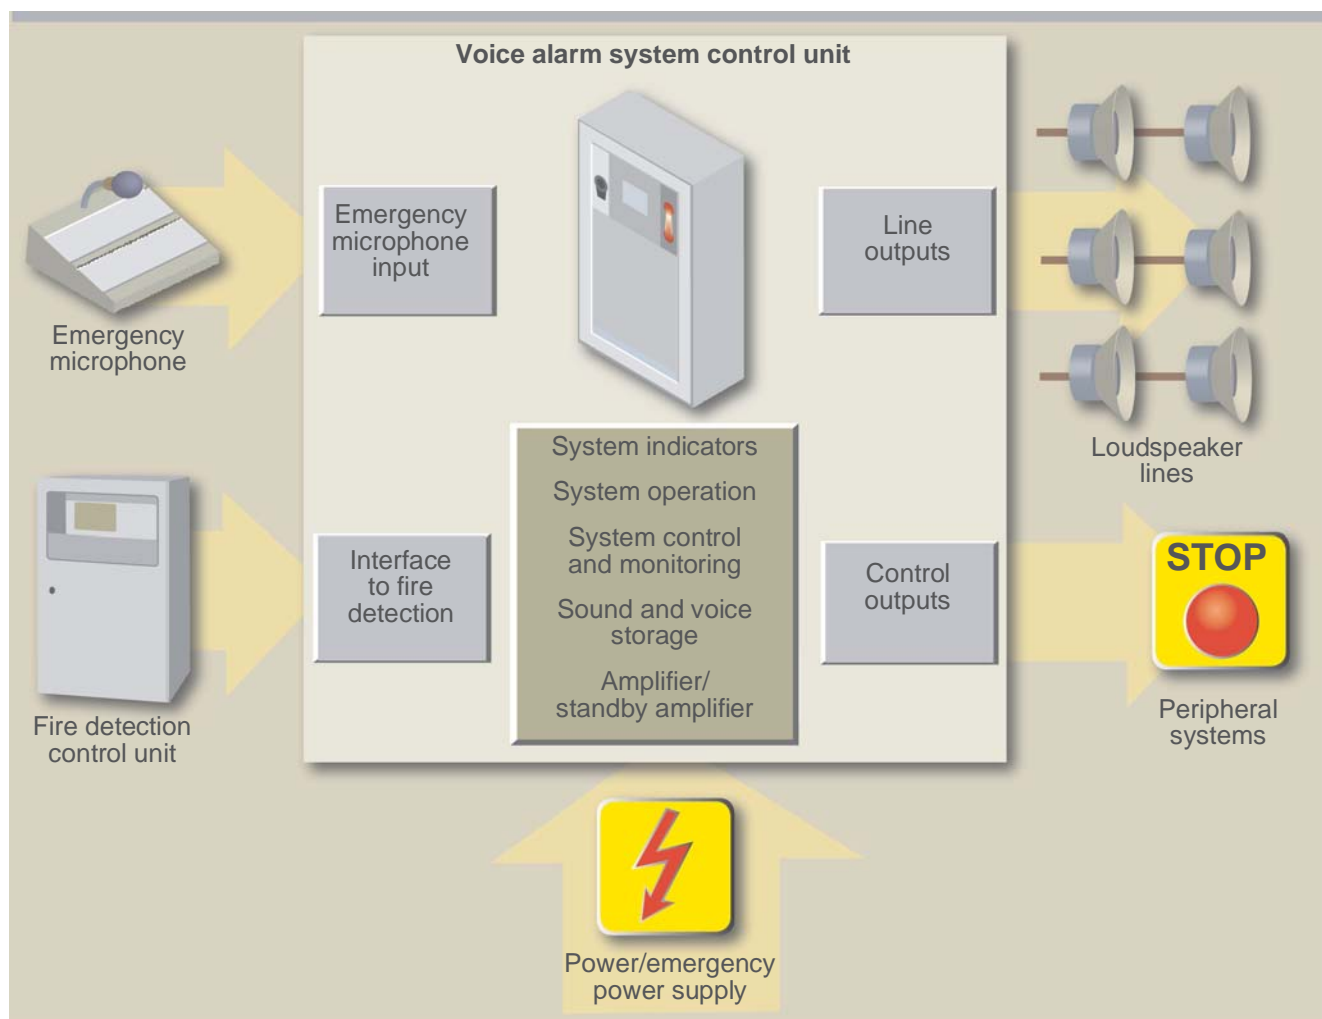 Voice alarm system control unit
Emergency
microphone
Emergency
microphone
input
Line
outputs
Loudspeaker
lines
Fire detection
control unit
Interface
to fire
detection
System indicators
System operation
System control
and monitoring
Sound and voice
storage
Amplifier/
standby amplifier
Control
outputs
STOP
Peripheral
systems
Power/emergency
power supply